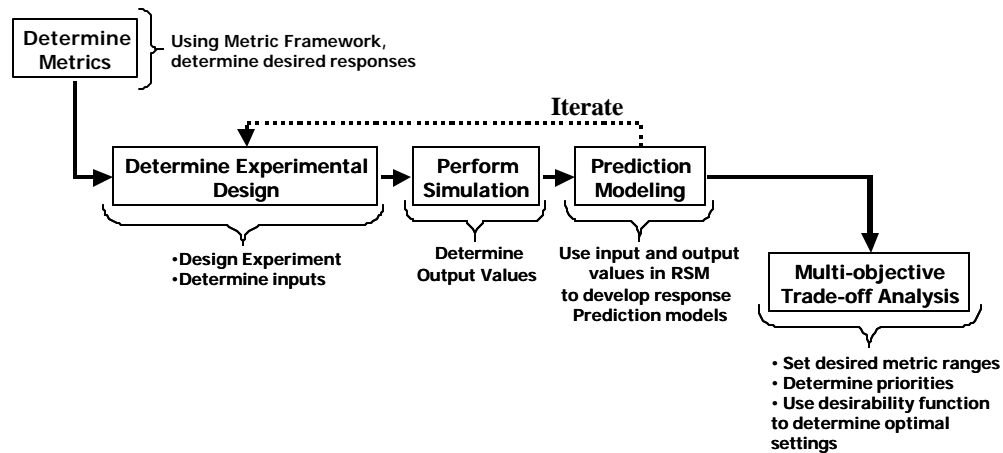 Determine
Metrics
Using Metric Framework,
determine desired responses
Iterate
Determine Experimental
Design
Perform
Simulation
Prediction
Modeling
•Design Experiment
•Determine inputs
Determine
Output Values
Use input and output
values in RSM
to develop response
Prediction models
Multi-objective
Trade-off Analysis
• Set desired metric ranges
• Determine priorities
• Use desirability function
to determine optimal
settings